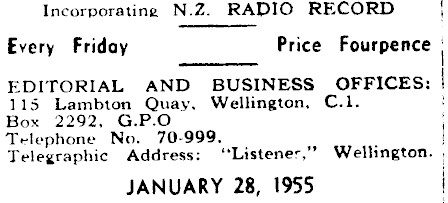 Incorporating N.Z. RADIO RECORD
Every Friday Price Fourpence
EDITORIAL AND BUSINESS OFFICES:
115 Lambton Quay, Wellington, C.1.
Box 2292, G.P.O
Telephone No. 70-999.
Telegraphic Address: "Listener," Wellington.
JANUARY 28, 1955